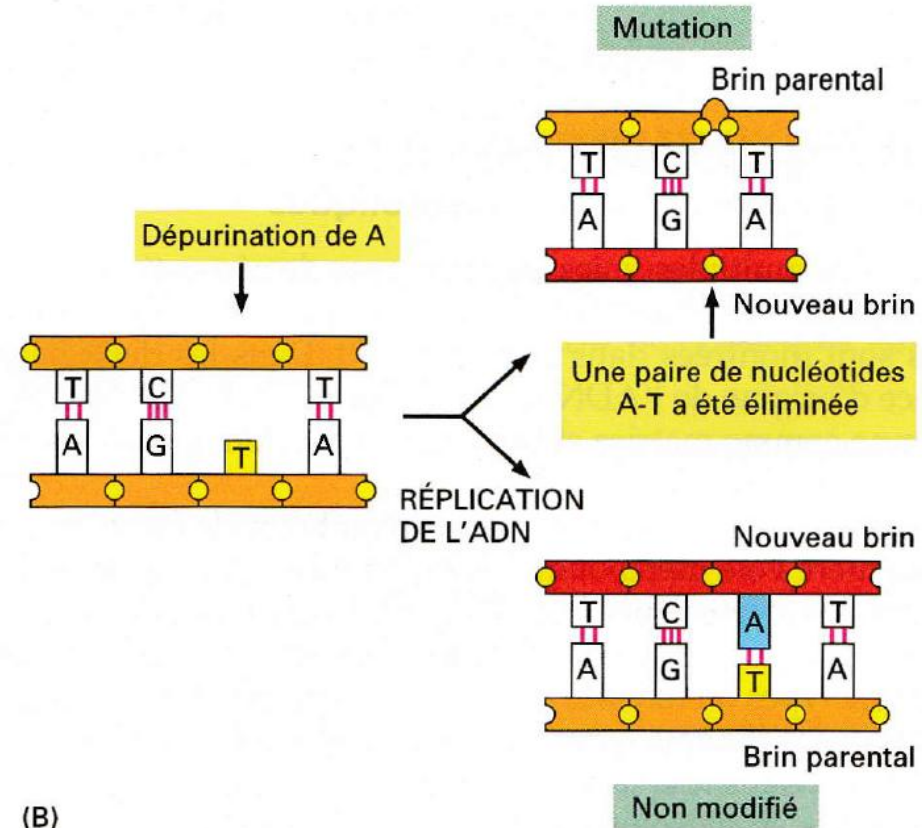 Mutation
Brin parental
T C T
A G A
Nouveau brin
Une paire de nucléotides
A-T a été éliminée
Dépurination de A
T C T
A G T A
RÉPLICATION
DE L'ADN
Nouveau brin
T C A T
A G T A
Brin parental
Non modifié
(B)